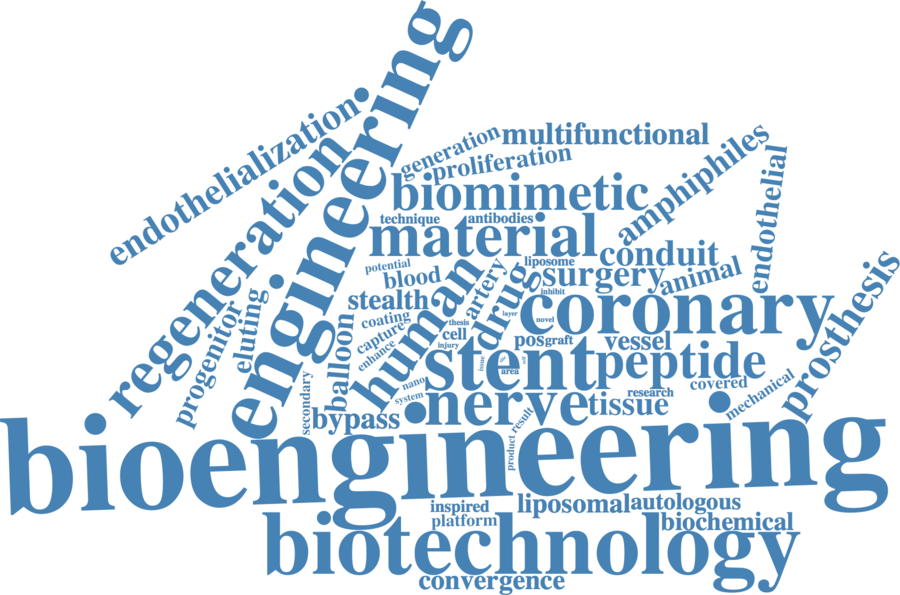 engineering
endothelialization
regeneration
generation
multifunctional
proliferation
biomimetic
amphiphiles
endothelial
technique
antibodies
material
conduit
potential
blood
liposome
surgery
animal
stealth
human
artery
drug
inhibit
coronary
prosthesis
progenitor
eluting
balloon
coating
capture
enhance
thesis
cell
injury
layer
novel
pos
graft
vessel
stent
peptide
area
covered
mechanical
secondary
nano
system
bypass
nerve
tissue
research
product
result
bioengineering
inspired
platform
liposomal
autologous
biochemical
biotechnology
convergence